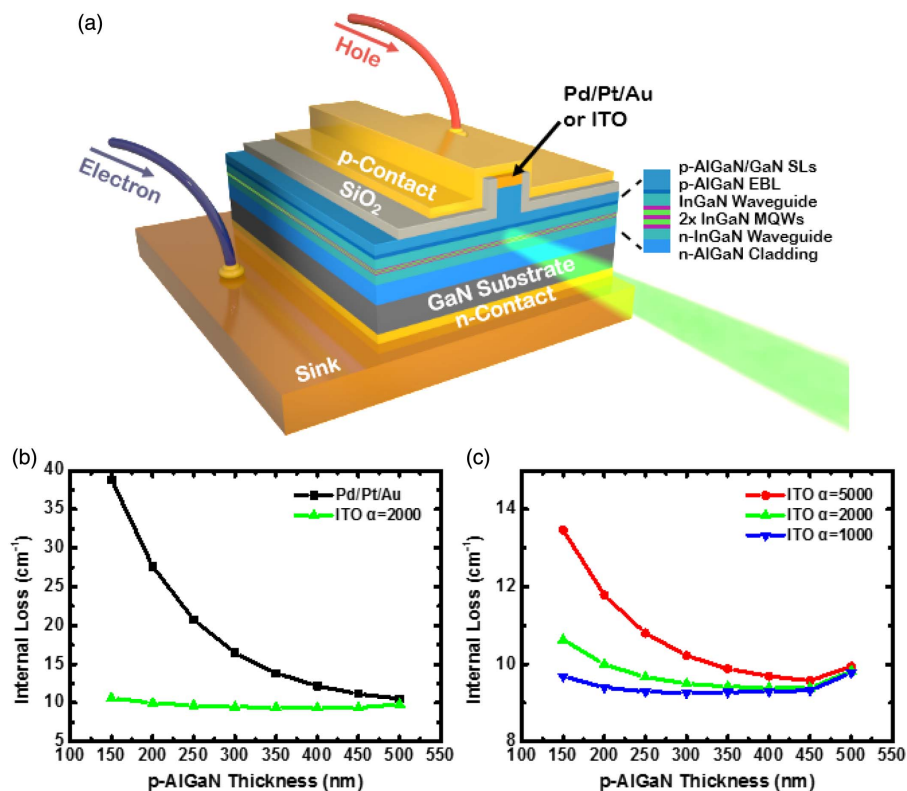 (a)
Hole
Pd/Pt/Au
or ITO
Electron
p-Contact
SiO2
p-AlGaN/GaN SLs
p-AlGaN EBL
InGaN Waveguide
2x InGaN MQWs
n-InGaN Waveguide
n-AlGaN Cladding
GaN Substrate
n-Contact
Sink
(b)
40
35
30
25
20
15
10
5
Internal Loss (cm⁻¹)
Pd/Pt/Au
ITO α=2000
100 150 200 250 300 350 400 450 500 550
p-AlGaN Thickness (nm)
(c)
14
12
10
8
Internal Loss (cm⁻¹)
ITO α=5000
ITO α=2000
ITO α=1000
100 150 200 250 300 350 400 450 500 550
p-AlGaN Thickness (nm)